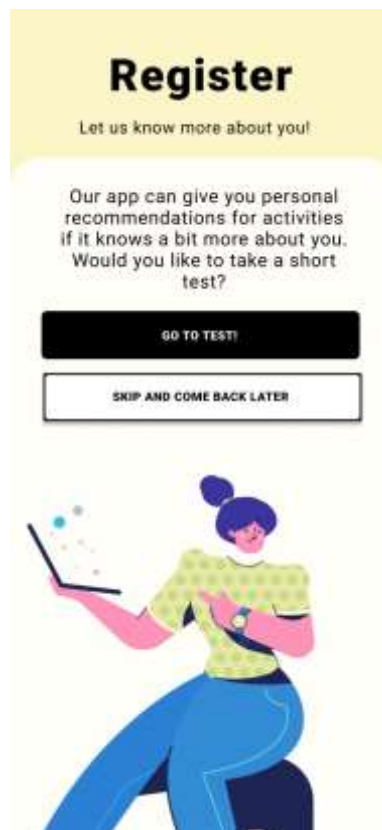 Register
Let us know more about you!
Our app can give you personal
recommendations for activities
if it knows a bit more about you.
Would you like to take a short
test?
GO TO TEST!
SKIP AND COME BACK LATER